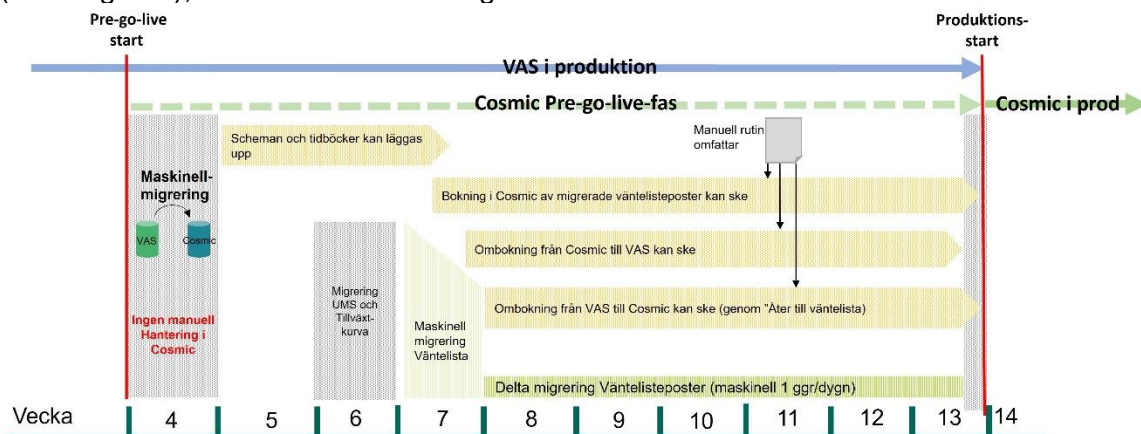 Pre-go-live
start
Produktions-
start
VAS i produktion
Cosmic Pre-go-live-fas
Cosmic i prod
Scheman och tidböcker kan läggas
upp
Manuell rutin
omfattar
Maskinell-
migrering
VAS
Cosmic
Bokning i Cosmic av migrerade väntelisteposter kan ske
Ombokning från Cosmic till VAS kan ske
Ingen manuell
Hantering i
Cosmic
Migrering
UMS och
Tillväxt-
kurva
Maskinell
migrering
Väntelista
Ombokning från VAS till Cosmic kan ske (genom "Åter till väntelista)
Delta migrering Väntelisteposter (maskinell 1 ggr/dygn)
Vecka 4 5 6 7 8 9 10 11 12 13 14